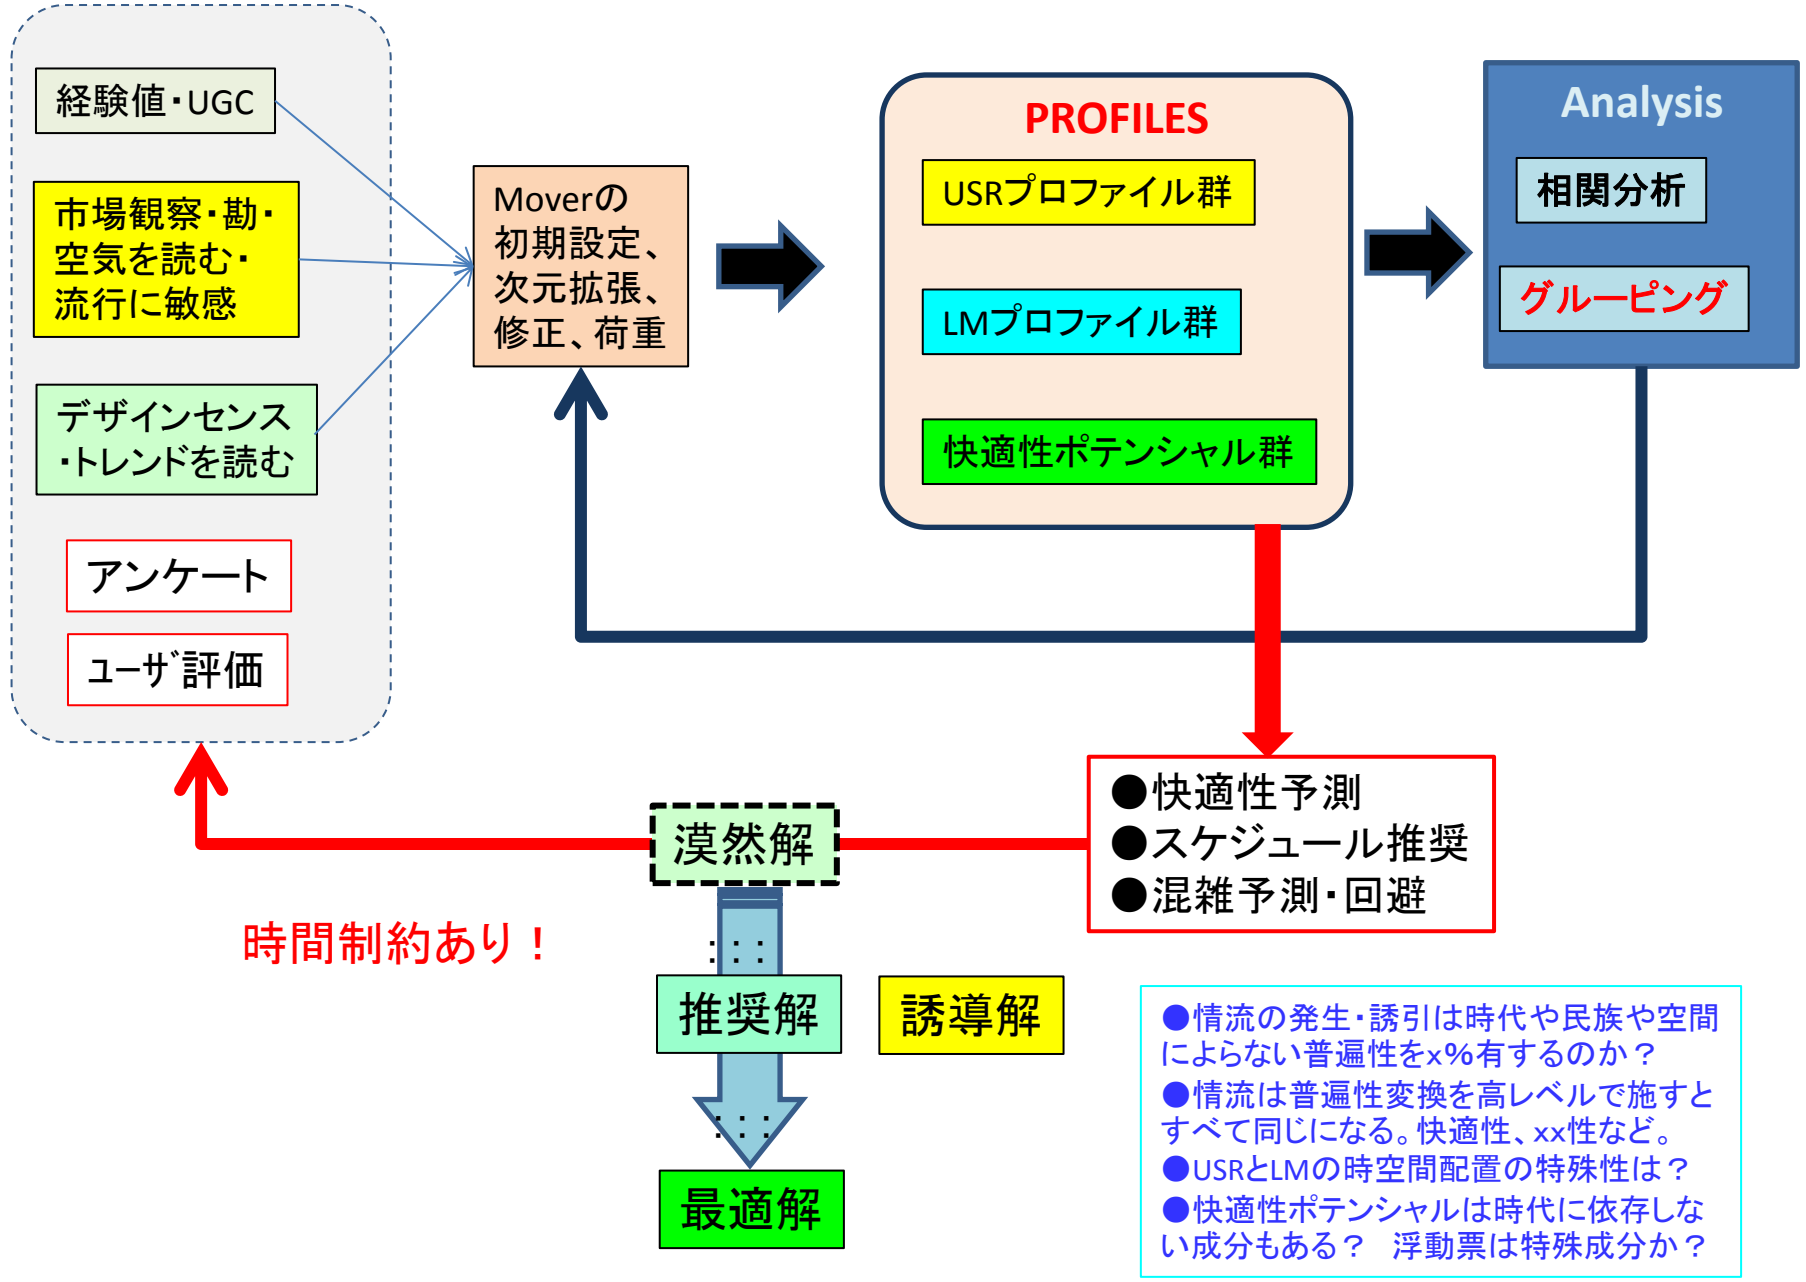 経験値・UGC
市場観察・勘・
空気を読む・
流行に敏感
デザインセンス
・トレンドを読む
アンケート
ユーザ評価
Moverの
初期設定、
次元拡張、
修正、荷重
PROFILES
USRプロファイル群
LMプロファイル群
快適性ポテンシャル群
Analysis
相関分析
グルーピング
●快適性予測
●スケジュール推奨
●混雑予測・回避
漠然解
時間制約あり！
：：：
推奨解
誘導解
：：：
最適解
●情流の発生・誘引は時代や民族や空間
によらない普遍性をx%有するのか？
●情流は普遍性変換を高レベルで施すと
すべて同じになる。快適性、xx性など。
●USRとLMの時空間配置の特殊性は？
●快適性ポテンシャルは時代に依存しな
い成分もある？　浮動票は特殊成分か？